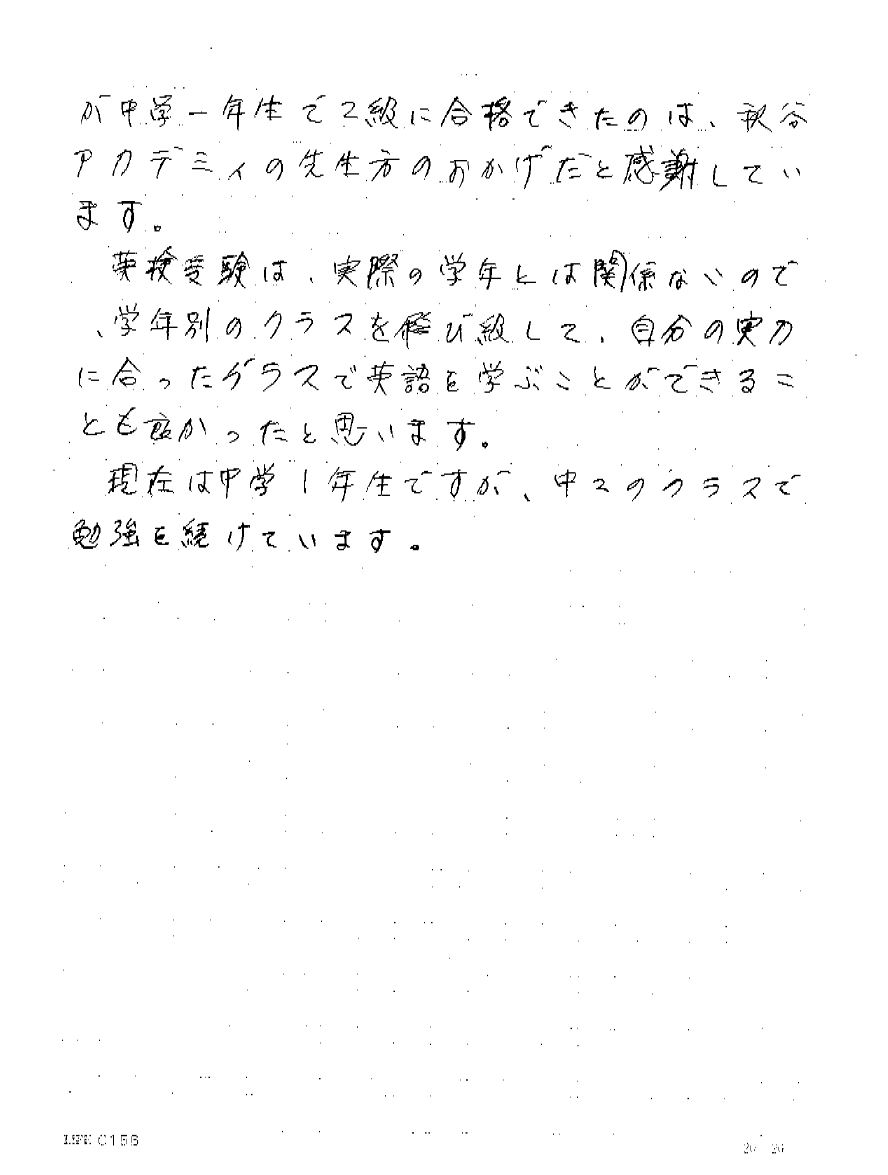 が中学一年生で2級に合格できたのは、秋谷
アカデミィの先生方のおかげだと感謝してい
ます。
英検受験は、実際の学年とは関係ないので
、学年別のクラスを飛び級して、自分の実力
に合ったクラスで英語を学ぶことができるこ
とも良かったと思います。
現在は中学1年生ですが、中2のクラスで
勉強を続けています。
LIFE C156
20 26